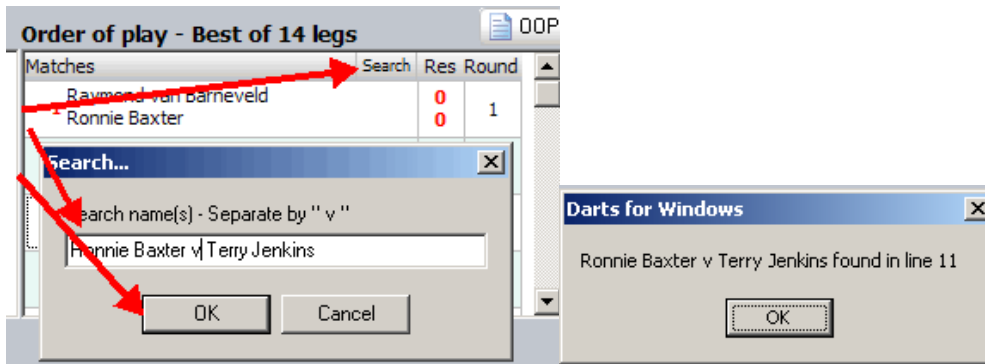 Order of play - Best of 14 legs
OOP
Matches Search Res Round
1 Raymond van Barneveld 0 1
Ronnie Baxter 0
Search...
Search name(s) - Separate by " v "
Ronnie Baxter v Terry Jenkins
OK Cancel
Darts for Windows
Ronnie Baxter v Terry Jenkins found in line 11
OK